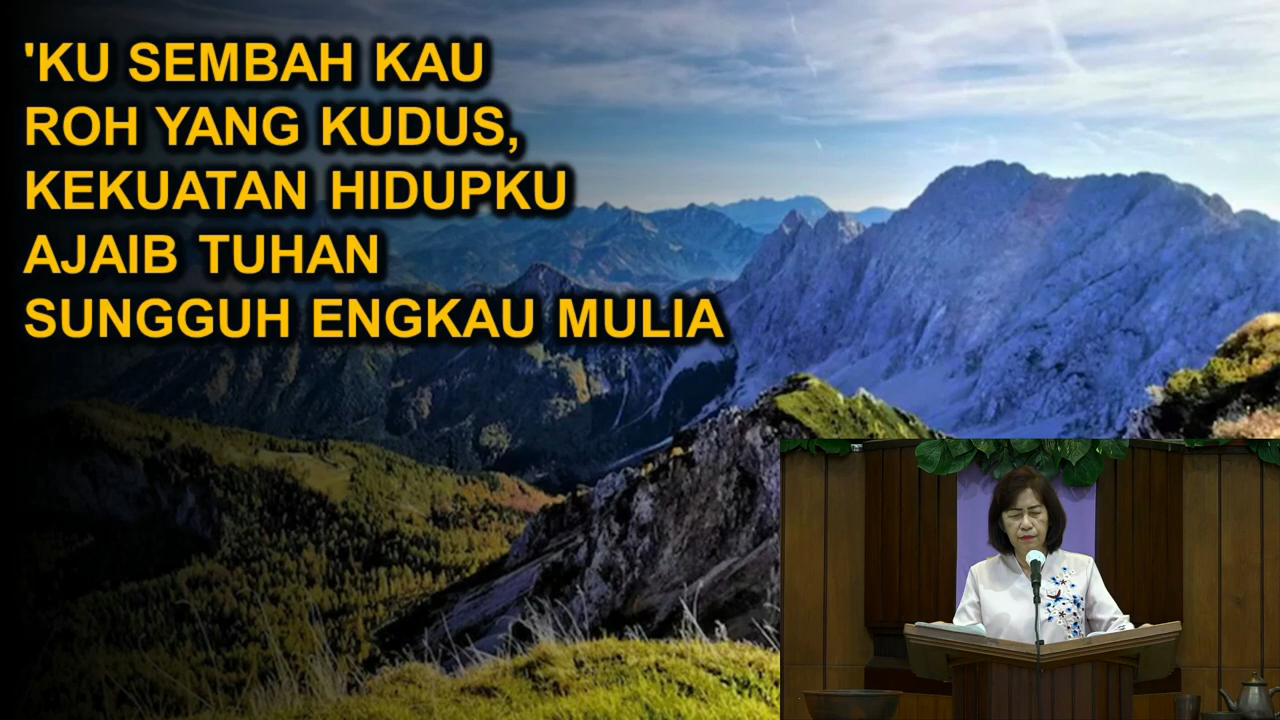 'KU SEMBAH KAU
ROH YANG KUDUS,
KEKUATAN HIDUPKU
AJAIB TUHAN
SUNGGUH ENGKAU MULIA